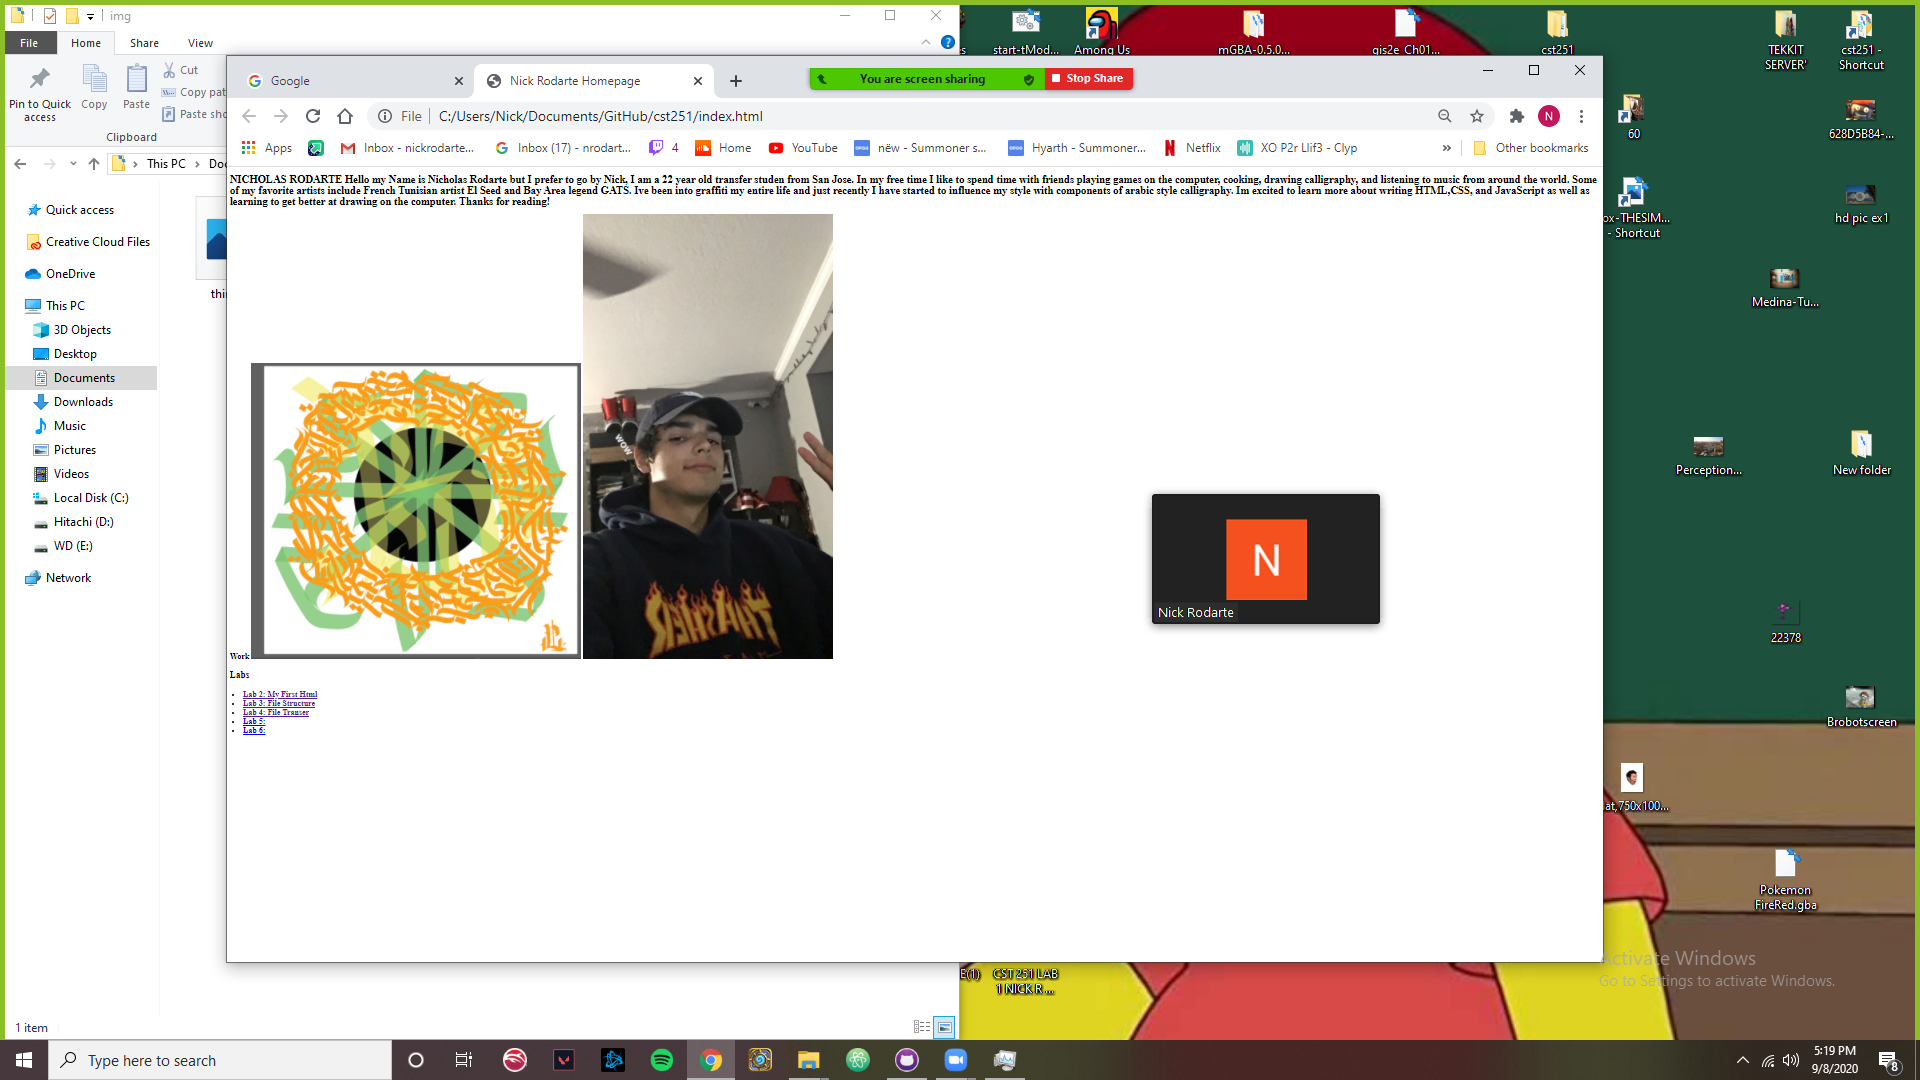 img
File Home Share View
Pin to Quick access
Copy
Paste
Cut
Copy pat
Paste sho
Clipboard
This PC
Quick access
Creative Cloud Files
OneDrive
This PC
3D Objects
Desktop
Documents
Downloads
Music
Pictures
Videos
Local Disk (C:)
Hitachi (D:)
WD (E:)
Network
1 item
Google
Nick Rodarte Homepage
You are screen sharing
Stop Share
File C:/Users/Nick/Documents/GitHub/cst251/index.html
N
Apps Inbox - nickrodarte... Inbox (17) - nrodart... 4 Home YouTube nëw - Summoner s... Hyarth - Summoner... Netflix XO P2r Llif3 - Clyp » Other bookmarks
NICHOLAS RODARTE Hello my Name is Nicholas Rodarte but I prefer to go by Nick, I am a 22 year old transfer studen from San Jose. In my free time I like to spend time with friends playing games on the computer, cooking, drawing calligraphy, and listening to music from around the world. Some
of my favorite artists include French Tunisian artist El Seed and Bay Area legend GATS. Ive been into graffiti my entire life and just recently I have started to influence my style with components of arabic style calligraphy. Im excited to learn more about writing HTML,CSS, and JavaScript as well as
learning to get better at drawing on the computer. Thanks for reading!
WOW
Work
Labs
Lab 2: My First Html
Lab 3: File Structure
Lab 4: File Transer
Lab 5:
Lab 6:
N
Nick Rodarte
start-tMod...
Among Us
mGBA-0.5.0...
qis2e_Ch01...
cst251
TEKKIT SERVER'
cst251 - Shortcut
60
628D5B84-...
ox-THESIM... - Shortcut
hd pic ex1
Medina-Tu...
Perception...
New folder
22378
Brobotscreen
at,750x100...
Pokemon FireRed.gba
E(1)
CST 251 LAB 1 NICK R ...
Activate Windows
Go to Settings to activate Windows.
Type here to search
5:19 PM
9/8/2020
8